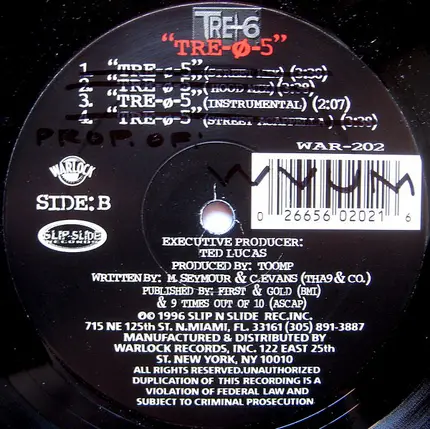 TRE+6
"TRE-Ø-5"
1. "TRE-Ø-5"
2. "TRE-Ø-5"
3. "TRE-Ø-5" (INSTRUMENTAL) (2:07)
4. "TRE-Ø-5" (STREET ACAPPELLA)
PROP. OF:
WAR-202
WARLOCK
WVUM
SIDE: B
0 26656 02021 6
SLIP-N-SLIDE
RECORDS
EXECUTIVE PRODUCER:
TED LUCAS
PRODUCED BY: TOOMP
WRITTEN BY: M. SEYMOUR & C.EVANS (THA9 & CO.)
PUBLISHED BY: FIRST & GOLD (BMI)
& 9 TIMES OUT OF 10 (ASCAP)
℗ © 1996 SLIP N SLIDE REC.INC.
715 NE 125th ST. N.MIAMI, FL. 33161 (305) 891-3887
MANUFACTURED & DISTRIBUTED BY
WARLOCK RECORDS, INC. 122 EAST 25th
ST. NEW YORK, NY 10010
ALL RIGHTS RESERVED.UNAUTHORIZED
DUPLICATION OF THIS RECORDING IS A
VIOLATION OF FEDERAL LAW AND
SUBJECT TO CRIMINAL PROSECUTION